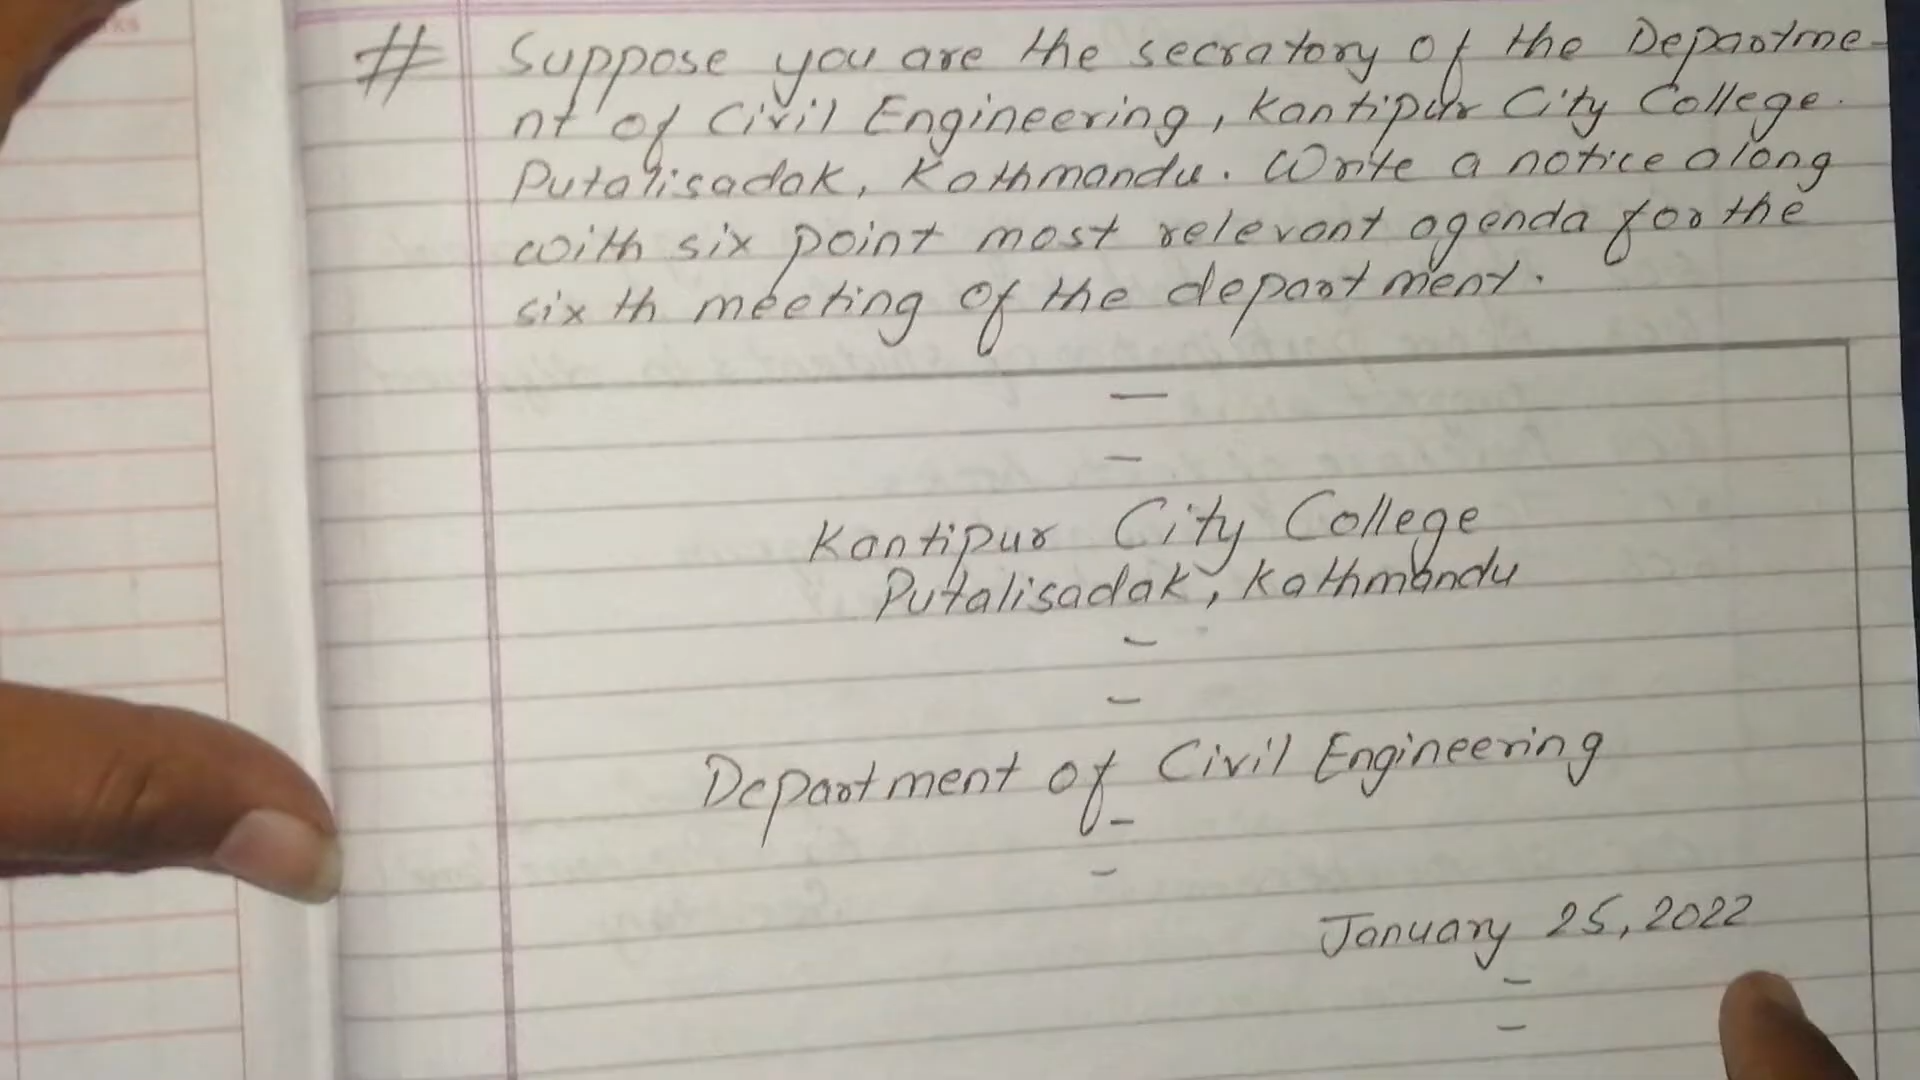 # Suppose you are the secratory of the Departme-
nt of Civil Engineering, Kantipur City College.
Putalisadak, Kathmandu. Write a notice along
with six point most relevant agenda for the
sixth meeting of the department.
Kantipur City College
Putalisadak, Kathmandu
Department of Civil Engineering
January 25, 2022